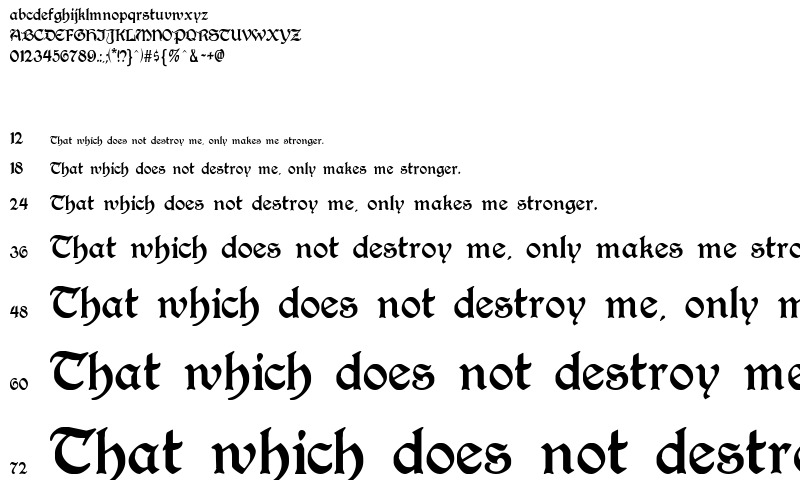 abcdefghijklmnopqrstuvwxyz
ABCDEFGHIJKLMNOPQRSTUVWXYZ
0123456789.:,;(*!?}^)#${%^&-+@
12 That which does not destroy me, only makes me stronger.
18 That which does not destroy me, only makes me stronger.
24 That which does not destroy me, only makes me stronger.
36 That which does not destroy me, only makes me stro
48 That which does not destroy me, only m
60 That which does not destroy me
72 That which does not destro